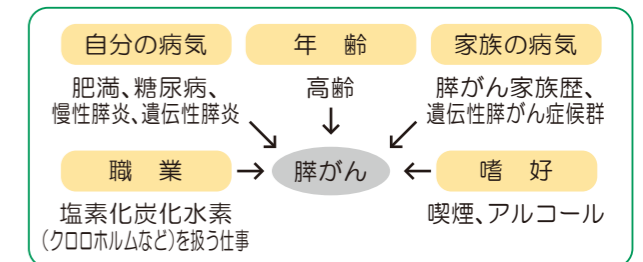 自分の病気
年 齢
家族の病気
肥満、糖尿病、
慢性膵炎、遺伝性膵炎
高齢
膵がん家族歴、
遺伝性膵がん症候群
職 業
膵がん
嗜 好
塩素化炭化水素
(クロロホルムなど)を扱う仕事
喫煙、アルコール